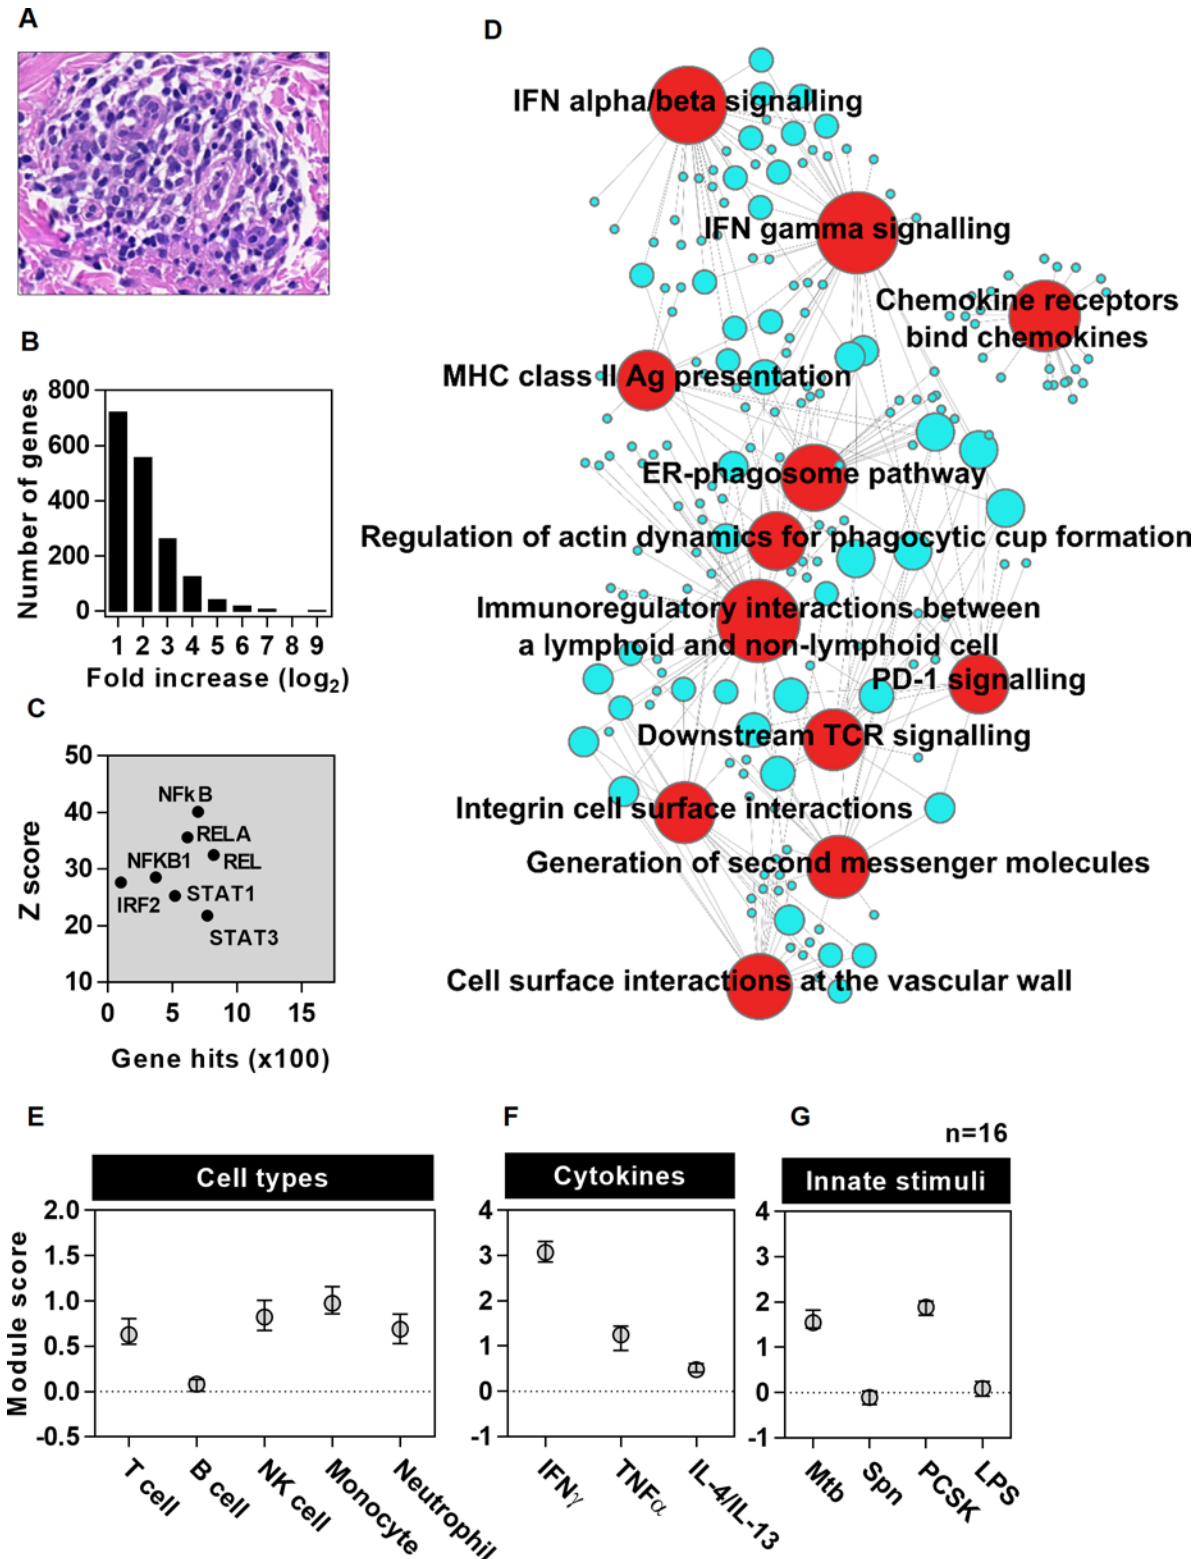 A
B
800
600
400
200
0
Number of genes
1 2 3 4 5 6 7 8 9
Fold increase (log2)
C
50
40
30
20
10
Z score
NFkB
RELA
NFKB1
REL
IRF2
STAT1
STAT3
0 5 10 15
Gene hits (x100)
D
IFN alpha/beta signalling
IFN gamma signalling
Chemokine receptors
bind chemokines
MHC class II Ag presentation
ER-phagosome pathway
Regulation of actin dynamics for phagocytic cup formation
Immunoregulatory interactions between
a lymphoid and non-lymphoid cell
PD-1 signalling
Downstream TCR signalling
Integrin cell surface interactions
Generation of second messenger molecules
Cell surface interactions at the vascular wall
E
Cell types
2.0
1.5
1.0
0.5
0.0
-0.5
Module score
T cell
B cell
NK cell
Monocyte
Neutrophil
F
Cytokines
4
3
2
1
0
-1
IFNγ
TNFα
IL-4/IL-13
G
n=16
Innate stimuli
4
3
2
1
0
-1
Mtb
Spn
PCSK
LPS